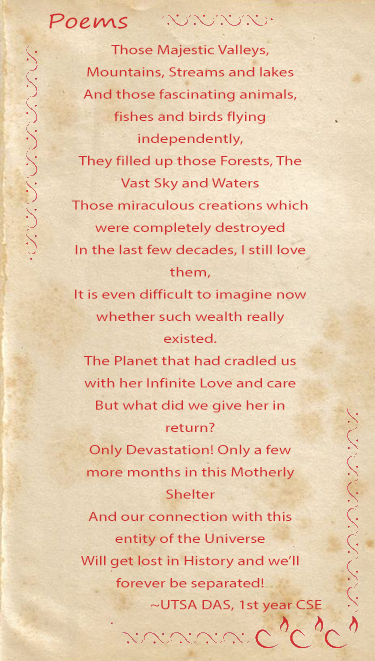 Poems
Those Majestic Valleys,
Mountains, Streams and lakes
And those fascinating animals,
fishes and birds flying
independently,
They filled up those Forests, The
Vast Sky and Waters
Those miraculous creations which
were completely destroyed
In the last few decades, I still love
them,
It is even difficult to imagine now
whether such wealth really
existed.
The Planet that had cradled us
with her Infinite Love and care
But what did we give her in
return?
Only Devastation! Only a few
more months in this Motherly
Shelter
And our connection with this
entity of the Universe
Will get lost in History and we'll
forever be separated!
~UTSA DAS, 1st year CSE